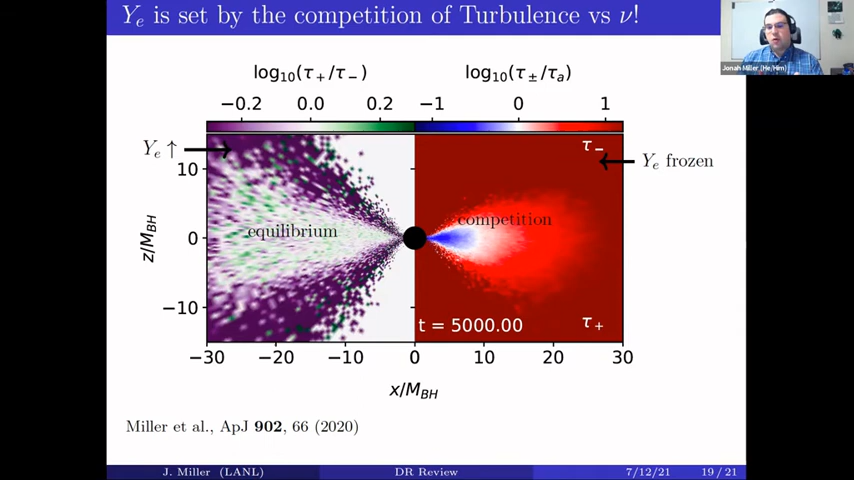 Yₑ is set by the competition of Turbulence vs ν!
Jonah Miller (He/Him)
log₁₀(τ₊/τ₋) log₁₀(τ±/τₐ)
−0.2 0.0 0.2 −1 0 1
Yₑ ↑
τ₋
Yₑ frozen
10
competition
equilibrium
z/M_BH
0
−10
t = 5000.00
τ₊
−30 −20 −10 0 10 20 30
x/M_BH
Miller et al., ApJ 902, 66 (2020)
J. Miller (LANL) DR Review 7/12/21 19 / 21